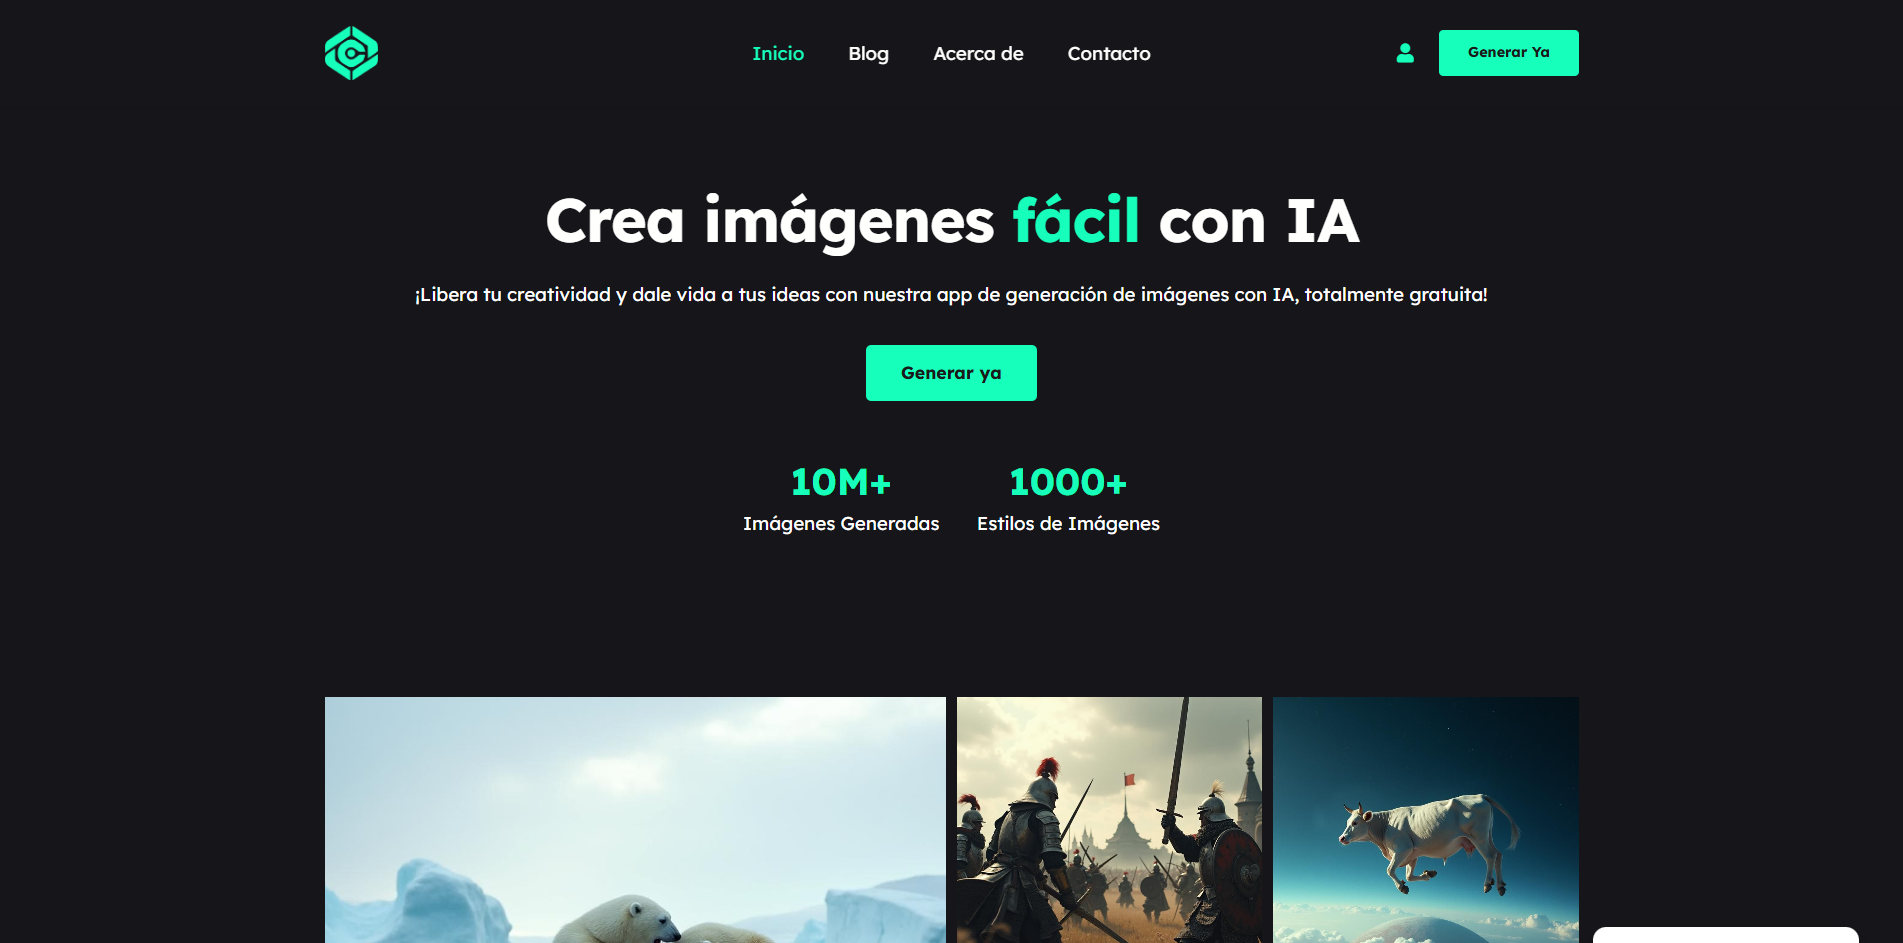 Inicio Blog Acerca de Contacto Generar Ya
Crea imágenes fácil con IA
¡Libera tu creatividad y dale vida a tus ideas con nuestra app de generación de imágenes con IA, totalmente gratuita!
Generar ya
10M+ 1000+
Imágenes Generadas Estilos de Imágenes